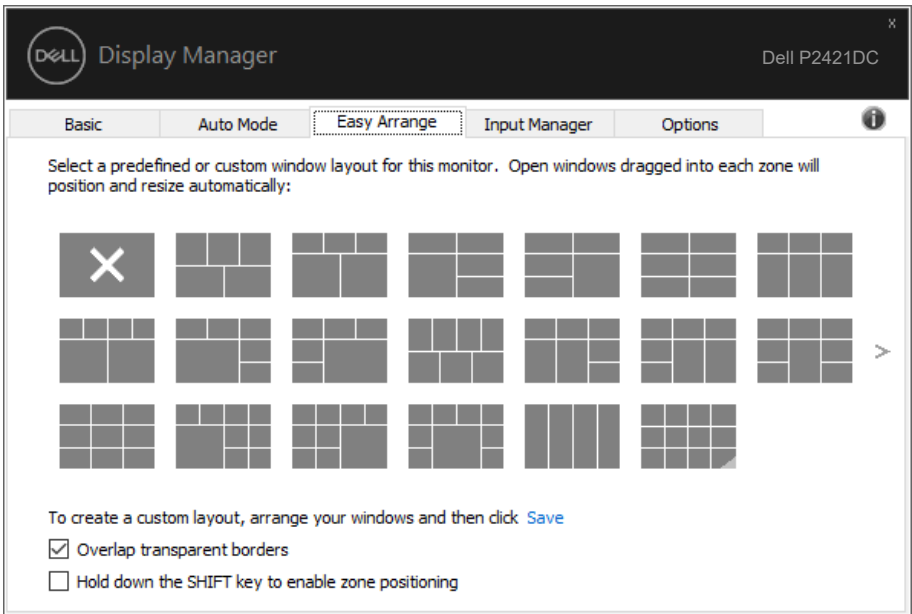 x
DELL Display Manager
Dell P2421DC
Basic Auto Mode Easy Arrange Input Manager Options i
Select a predefined or custom window layout for this monitor. Open windows dragged into each zone will
position and resize automatically:
>
To create a custom layout, arrange your windows and then click Save
Overlap transparent borders
Hold down the SHIFT key to enable zone positioning